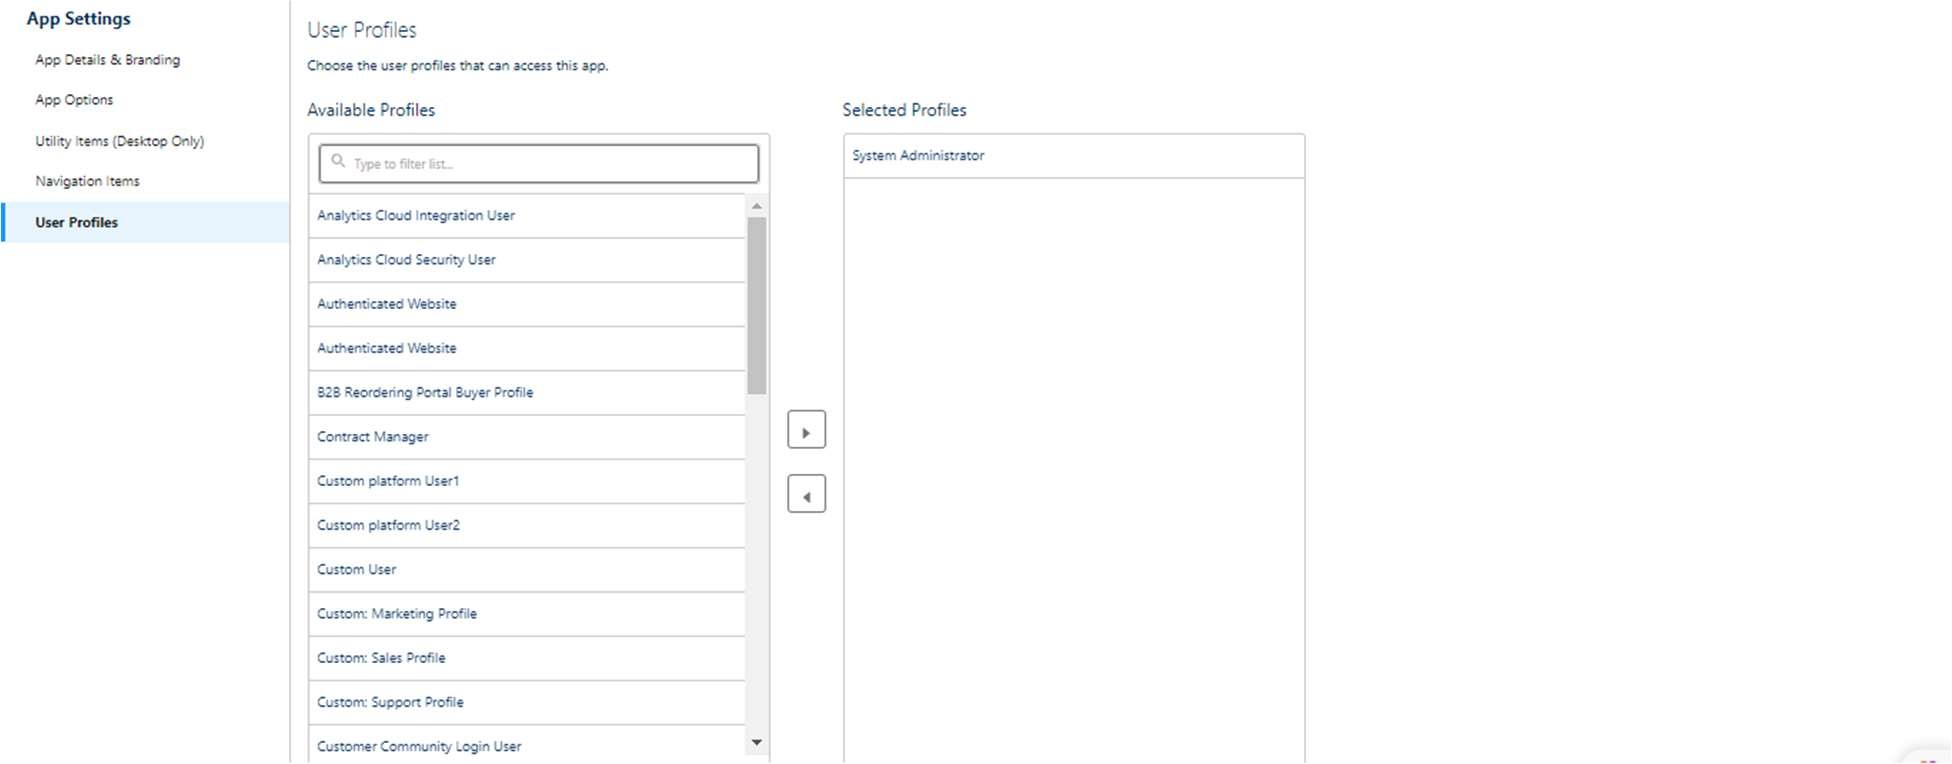 App Settings
App Details & Branding
App Options
Utility Items (Desktop Only)
Navigation Items
User Profiles
User Profiles
Choose the user profiles that can access this app.
Available Profiles
Type to filter list...
Analytics Cloud Integration User
Analytics Cloud Security User
Authenticated Website
Authenticated Website
B2B Reordering Portal Buyer Profile
Contract Manager
Custom platform User1
Custom platform User2
Custom User
Custom: Marketing Profile
Custom: Sales Profile
Custom: Support Profile
Customer Community Login User
Selected Profiles
System Administrator